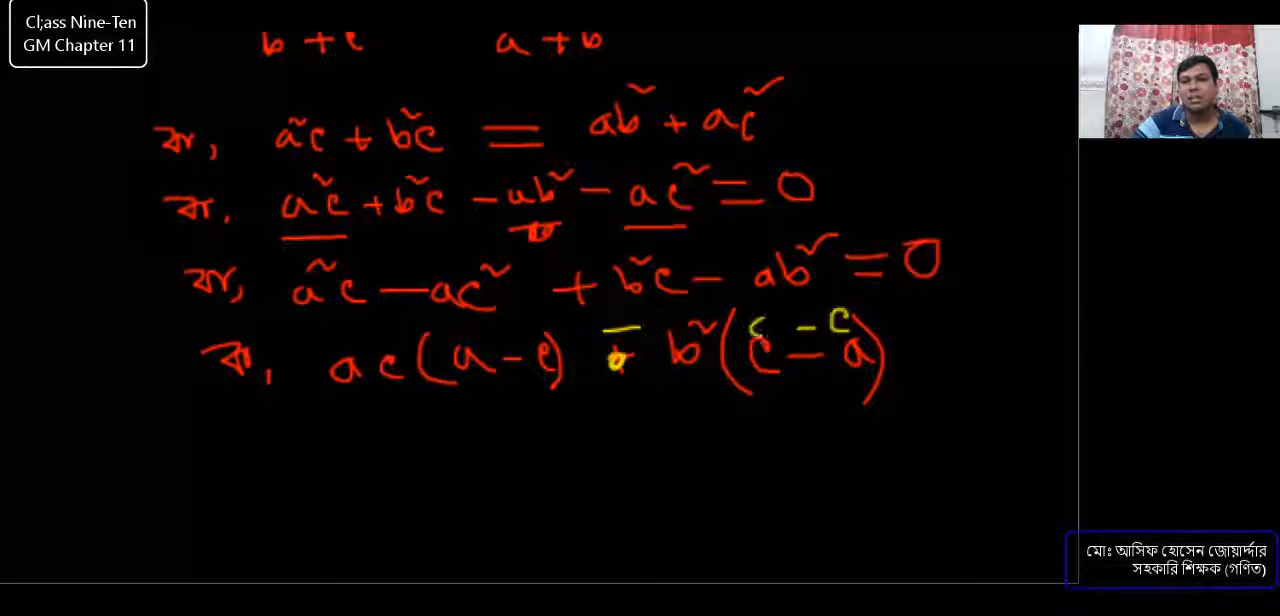 Cl;ass Nine-Ten
GM Chapter 11
b + c a + b
বা, a²c + b²c = ab² + ac²
বা, a²c + b²c - ab² - ac² = 0
বা, a²c - ac² + b²c - ab² = 0
বা, ac(a - c) + b²(c - a)
- - c
মোঃ আসিফ হোসেন জোয়ার্দ্দার
সহকারি শিক্ষক (গণিত)